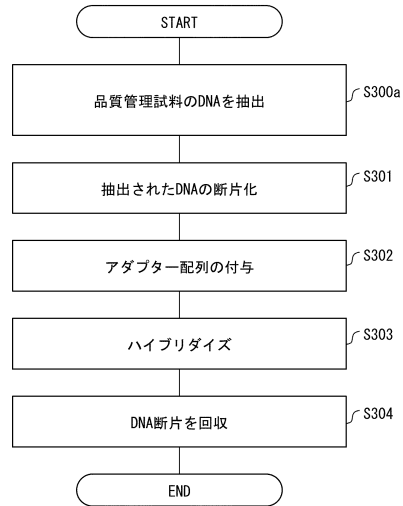 START
品質管理試料のDNAを抽出
S300a
抽出されたDNAの断片化
S301
アダプター配列の付与
S302
ハイブリダイズ
S303
DNA断片を回収
S304
END